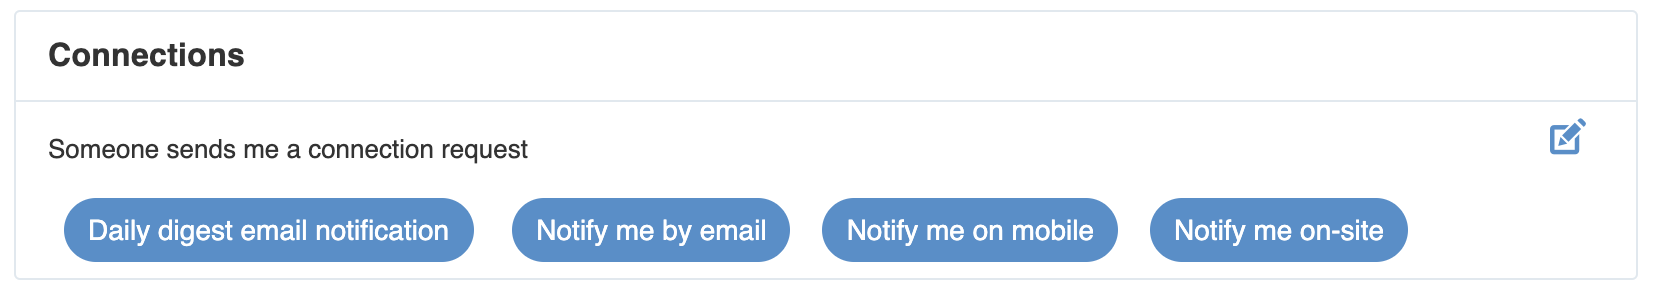 Connections
Someone sends me a connection request
Daily digest email notification
Notify me by email
Notify me on mobile
Notify me on-site